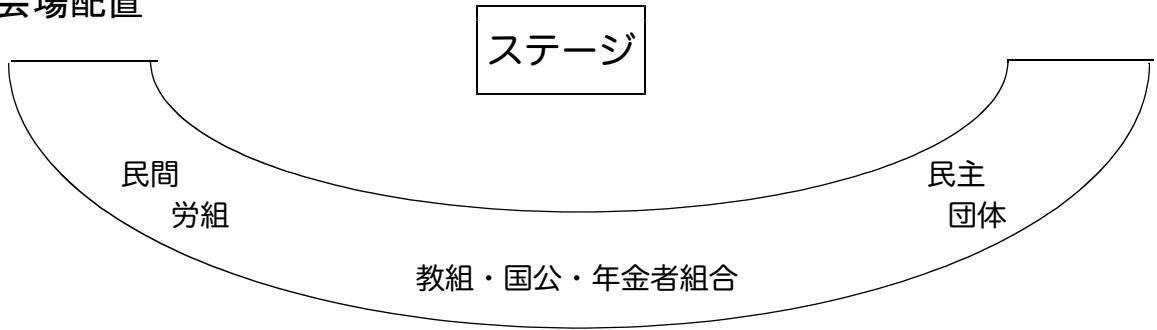 会場配置
ステージ
民間
労組
民主
団体
教組・国公・年金者組合